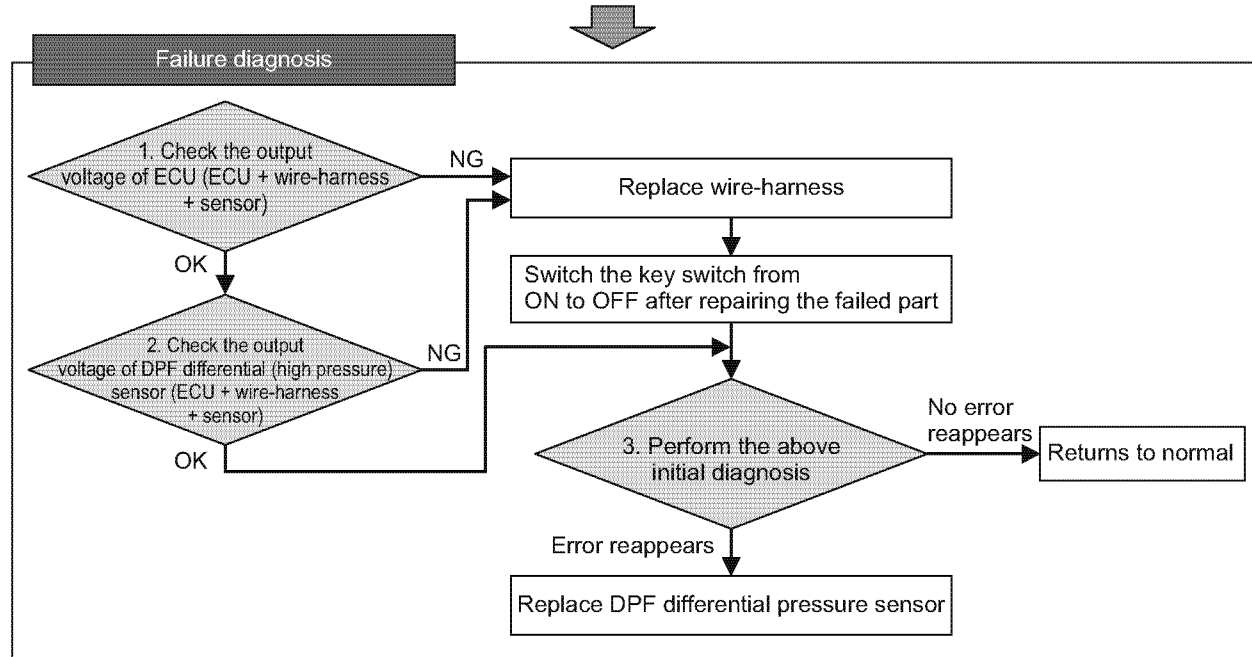 Failure diagnosis
1. Check the output
voltage of ECU (ECU + wire-harness
+ sensor)
NG
Replace wire-harness
OK
Switch the key switch from
ON to OFF after repairing the failed part
2. Check the output
voltage of DPF differential (high pressure)
sensor (ECU + wire-harness
+ sensor)
NG
OK
3. Perform the above
initial diagnosis
No error
reappears
Returns to normal
Error reappears
Replace DPF differential pressure sensor